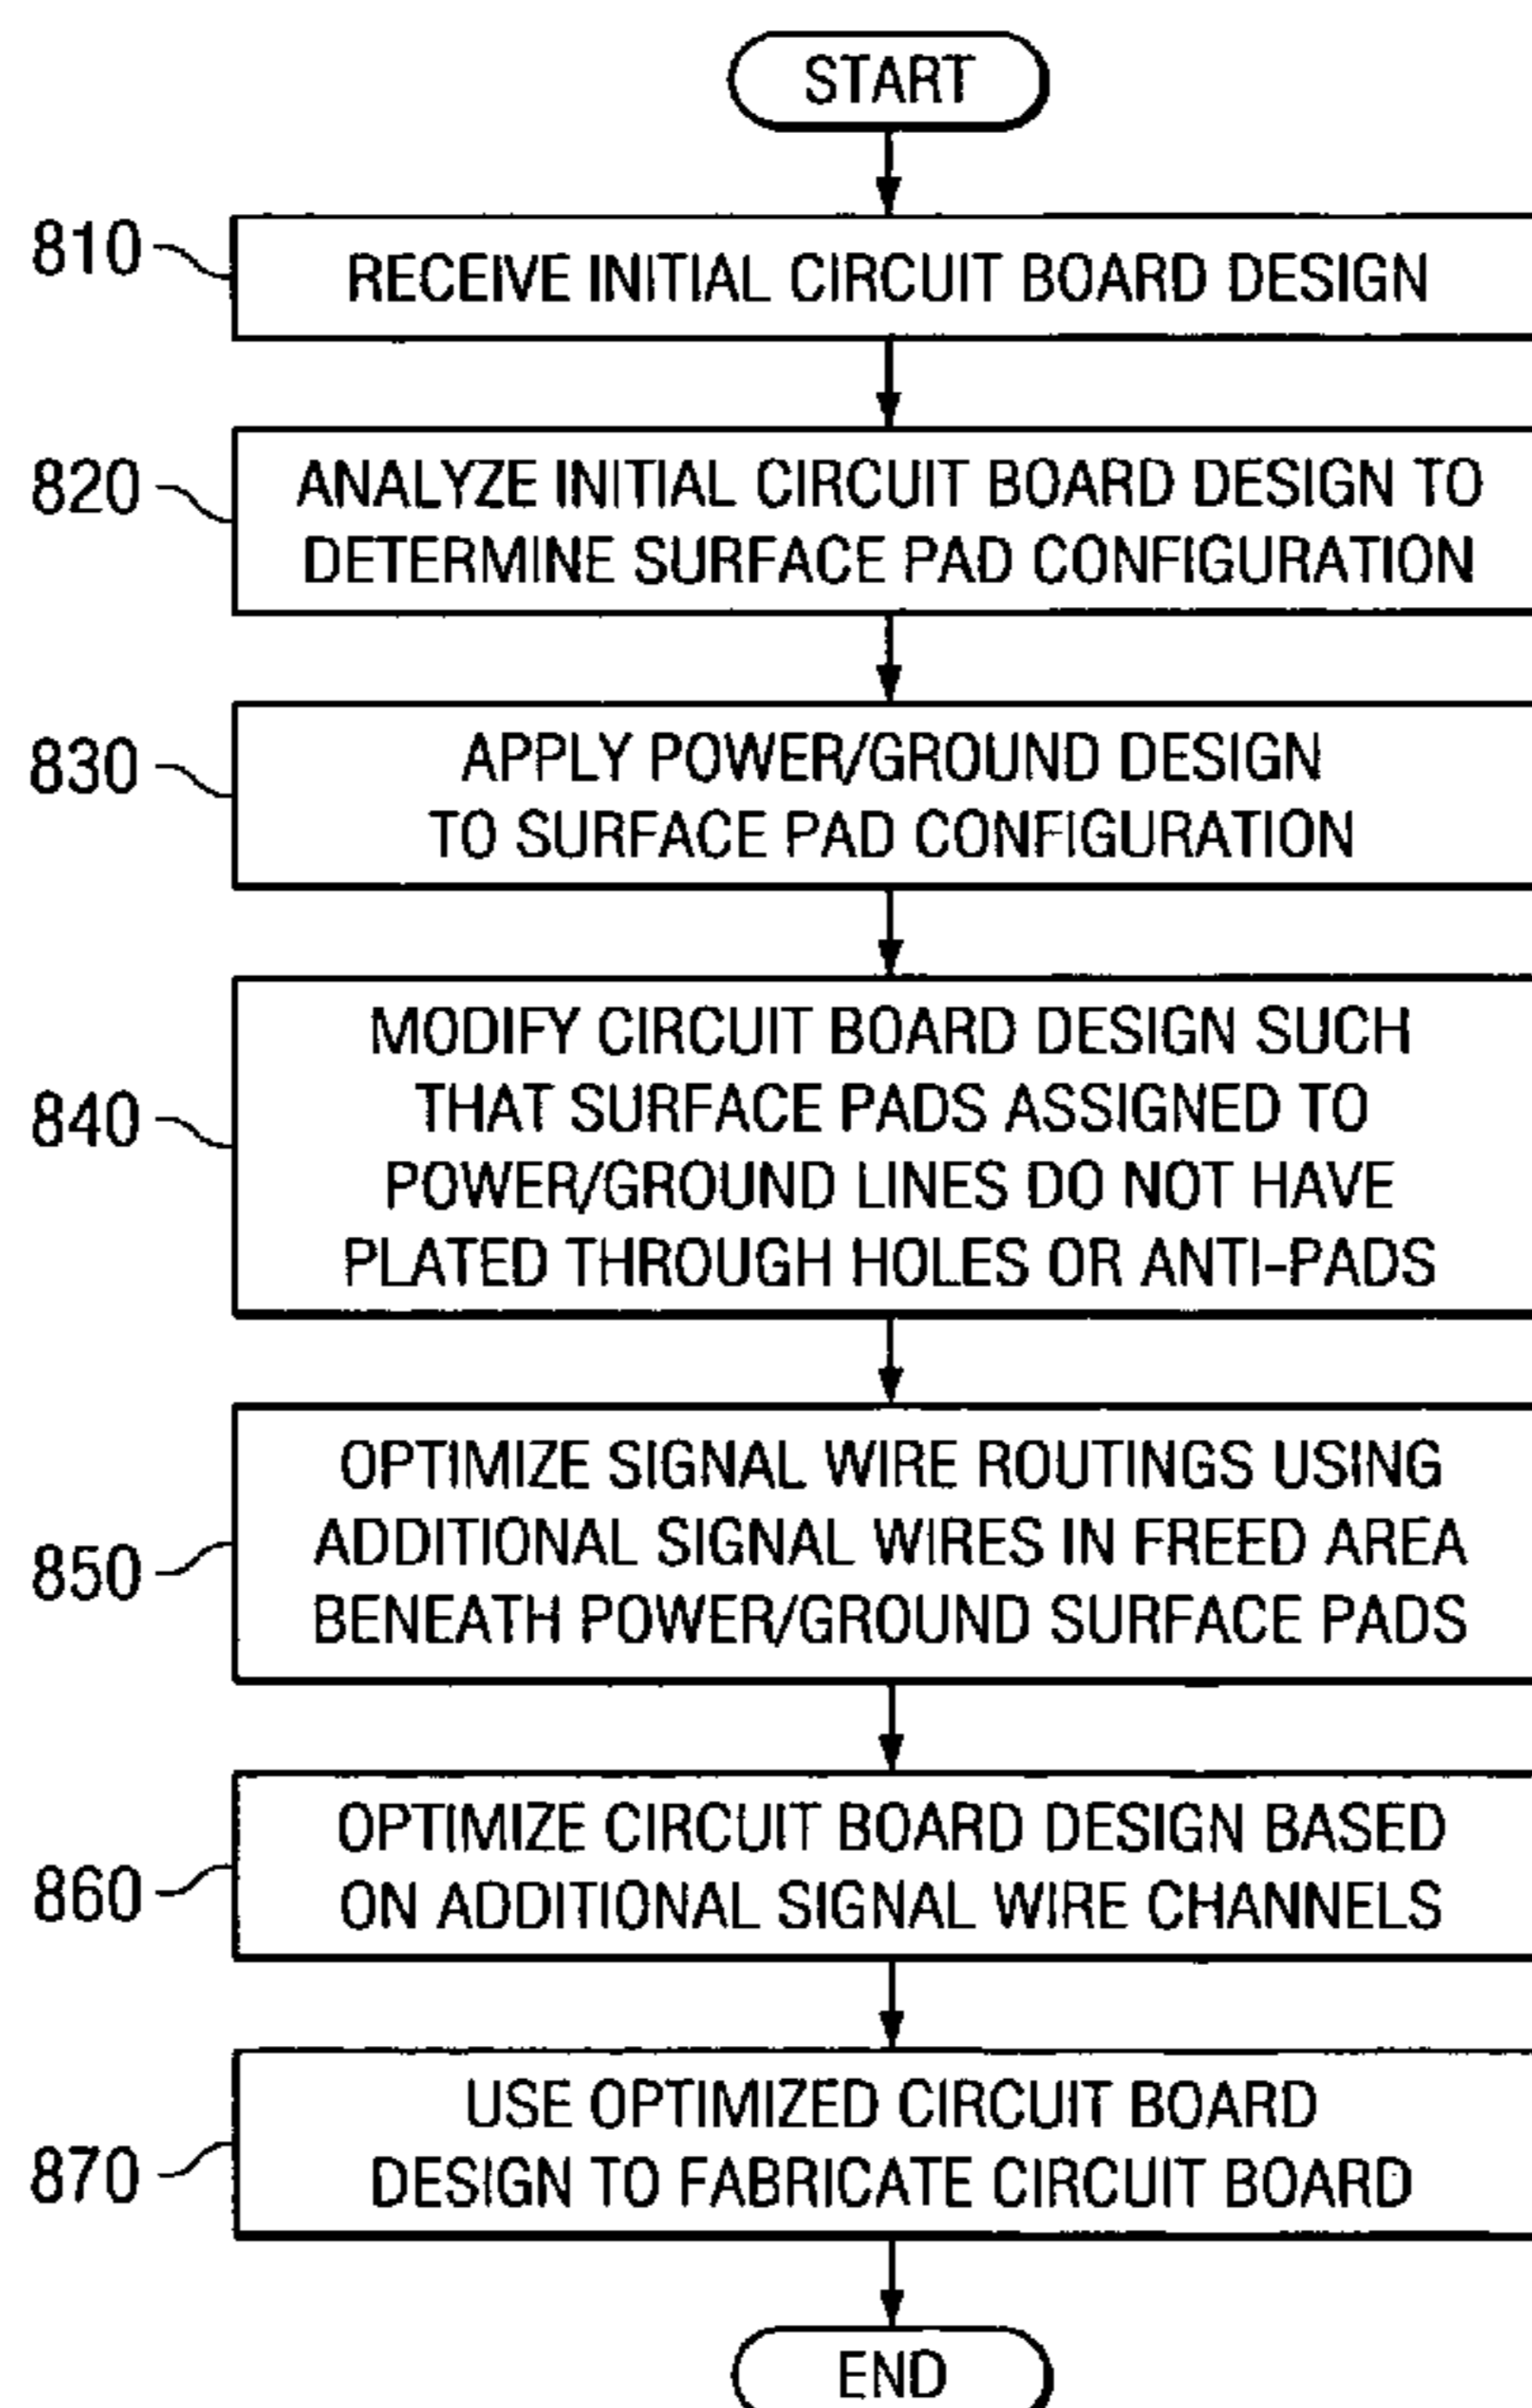 START
810
RECEIVE INITIAL CIRCUIT BOARD DESIGN
820
ANALYZE INITIAL CIRCUIT BOARD DESIGN TO
DETERMINE SURFACE PAD CONFIGURATION
830
APPLY POWER/GROUND DESIGN
TO SURFACE PAD CONFIGURATION
840
MODIFY CIRCUIT BOARD DESIGN SUCH
THAT SURFACE PADS ASSIGNED TO
POWER/GROUND LINES DO NOT HAVE
PLATED THROUGH HOLES OR ANTI-PADS
850
OPTIMIZE SIGNAL WIRE ROUTINGS USING
ADDITIONAL SIGNAL WIRES IN FREED AREA
BENEATH POWER/GROUND SURFACE PADS
860
OPTIMIZE CIRCUIT BOARD DESIGN BASED
ON ADDITIONAL SIGNAL WIRE CHANNELS
870
USE OPTIMIZED CIRCUIT BOARD
DESIGN TO FABRICATE CIRCUIT BOARD
END